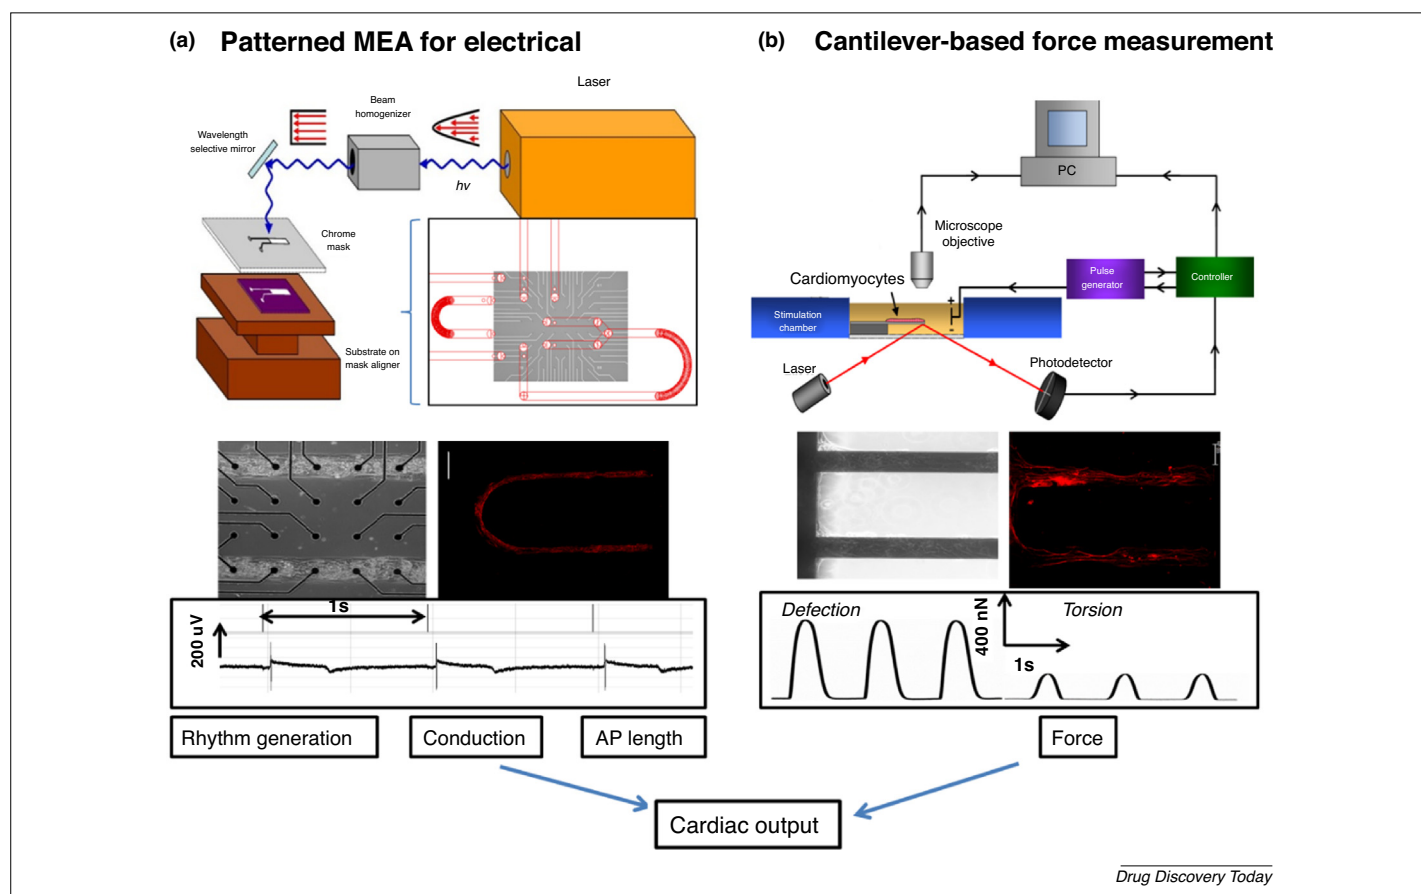 (a) Patterned MEA for electrical
Laser
Beam
homogenizer
Wavelength
selective mirror
hv
Chrome
mask
Substrate on
mask aligner
1s
200 uV
Rhythm generation
Conduction
AP length
(b) Cantilever-based force measurement
PC
Microscope
objective
Cardiomyocytes
Pulse
generator
Controller
Stimulation
chamber
+
-
Laser
Photodetector
Defection
400 nN
Torsion
1s
Force
Cardiac output
Drug Discovery Today